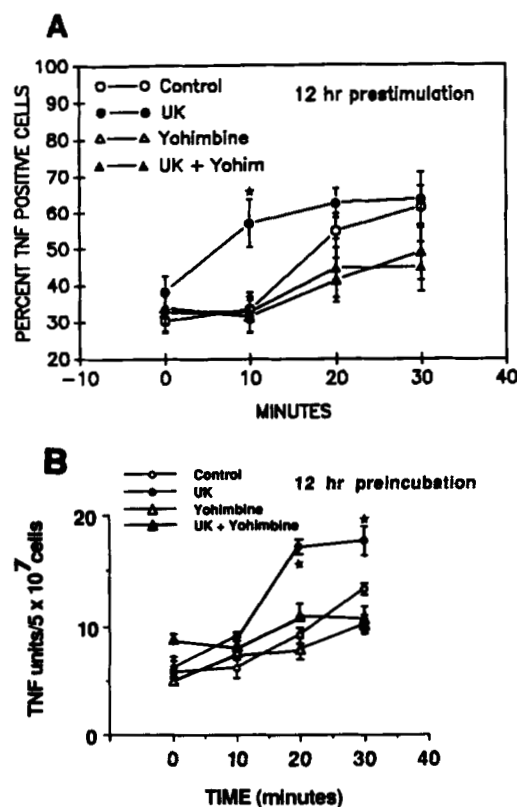 A
100
90
80
70
60
50
40
30
20
PERCENT TNF POSITIVE CELLS
Control
UK
Yohimbine
UK + Yohim
12 hr prestimulation
★
-10 0 10 20 30 40
MINUTES
B
Control
UK
Yohimbine
UK + Yohimbine
12 hr preincubation
20
10
0
TNF units/5 x 10⁷ cells
★
★
0 10 20 30 40
TIME (minutes)